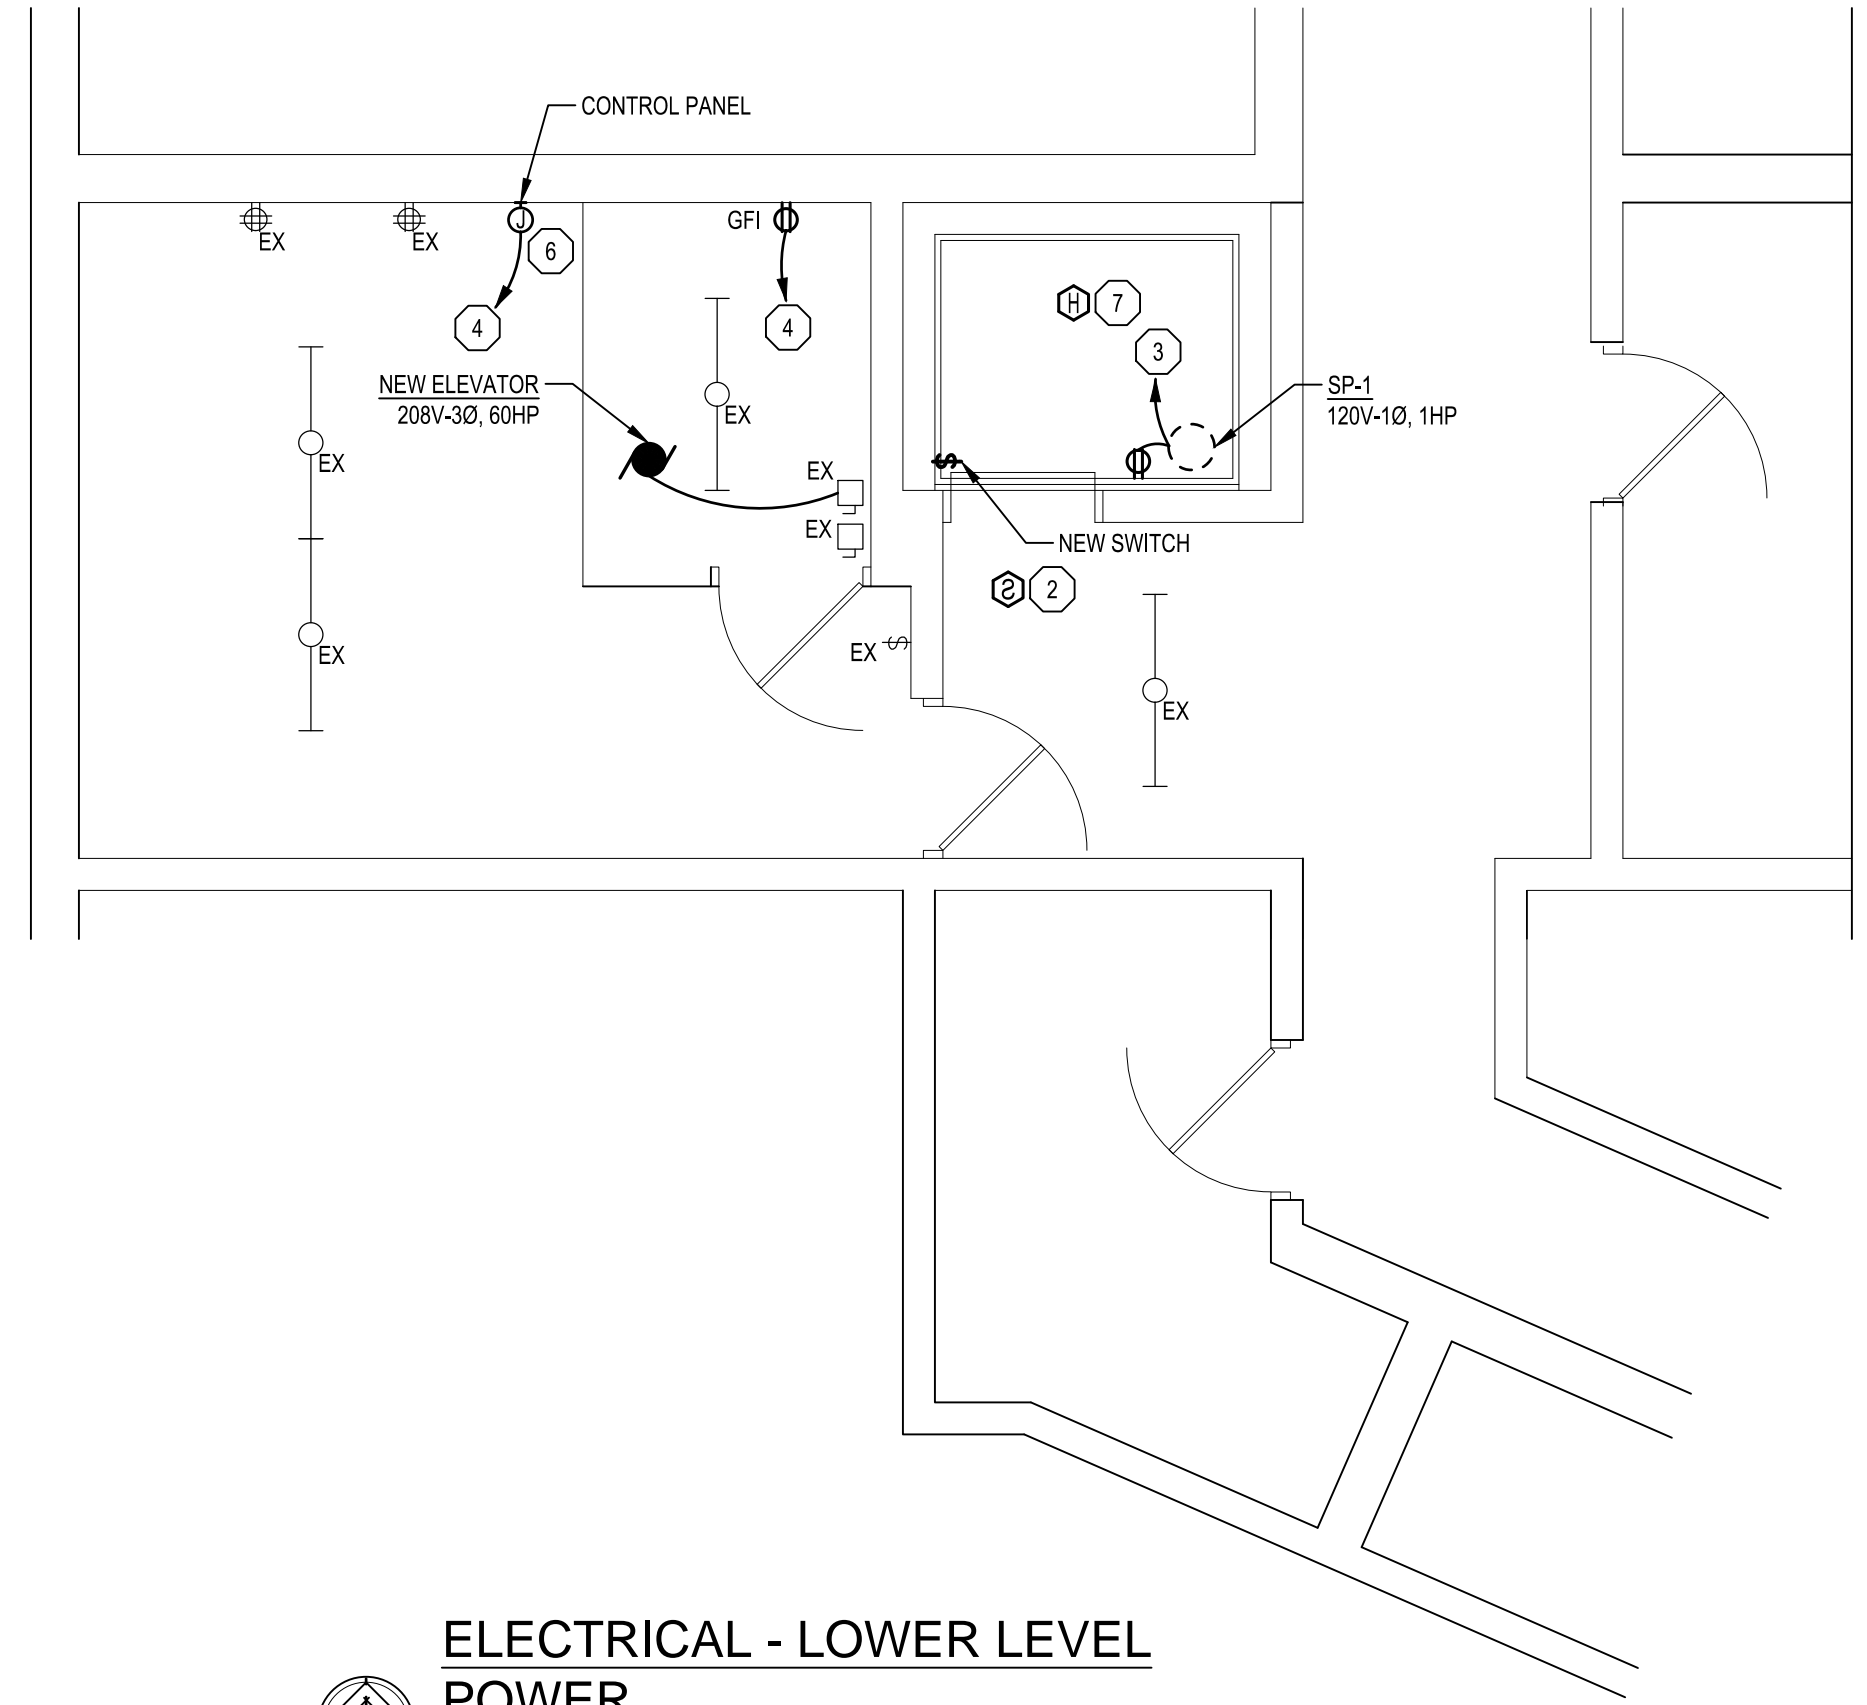 CONTROL PANEL
EX
EX
J
6
GFI
4
4
H
7
3
NEW ELEVATOR
208V-3Ø, 60HP
SP-1
120V-1Ø, 1HP
EX
EX
EX
$
NEW SWITCH
EX
S
2
EX
EX
$
EX
ELECTRICAL - LOWER LEVEL
POWER